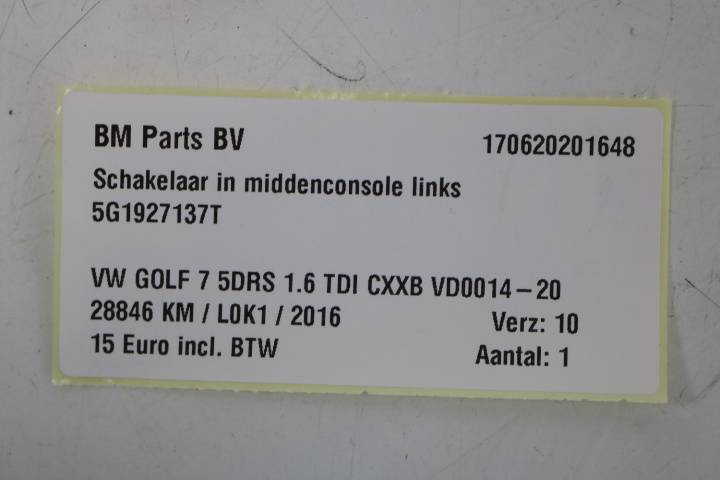 BM Parts BV 170620201648
Schakelaar in middenconsole links
5G1927137T
VW GOLF 7 5DRS 1.6 TDI CXXB VD0014-20
28846 KM / L0K1 / 2016 Verz: 10
15 Euro incl. BTW Aantal: 1